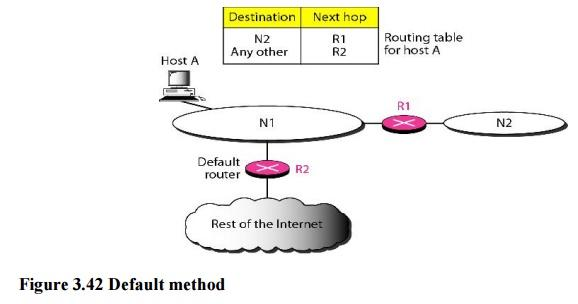 Destination Next hop
N2 R1
Any other R2
Routing table
for host A
Host A
R1
N1
N2
Default
router
R2
Rest of the Internet
Figure 3.42 Default method